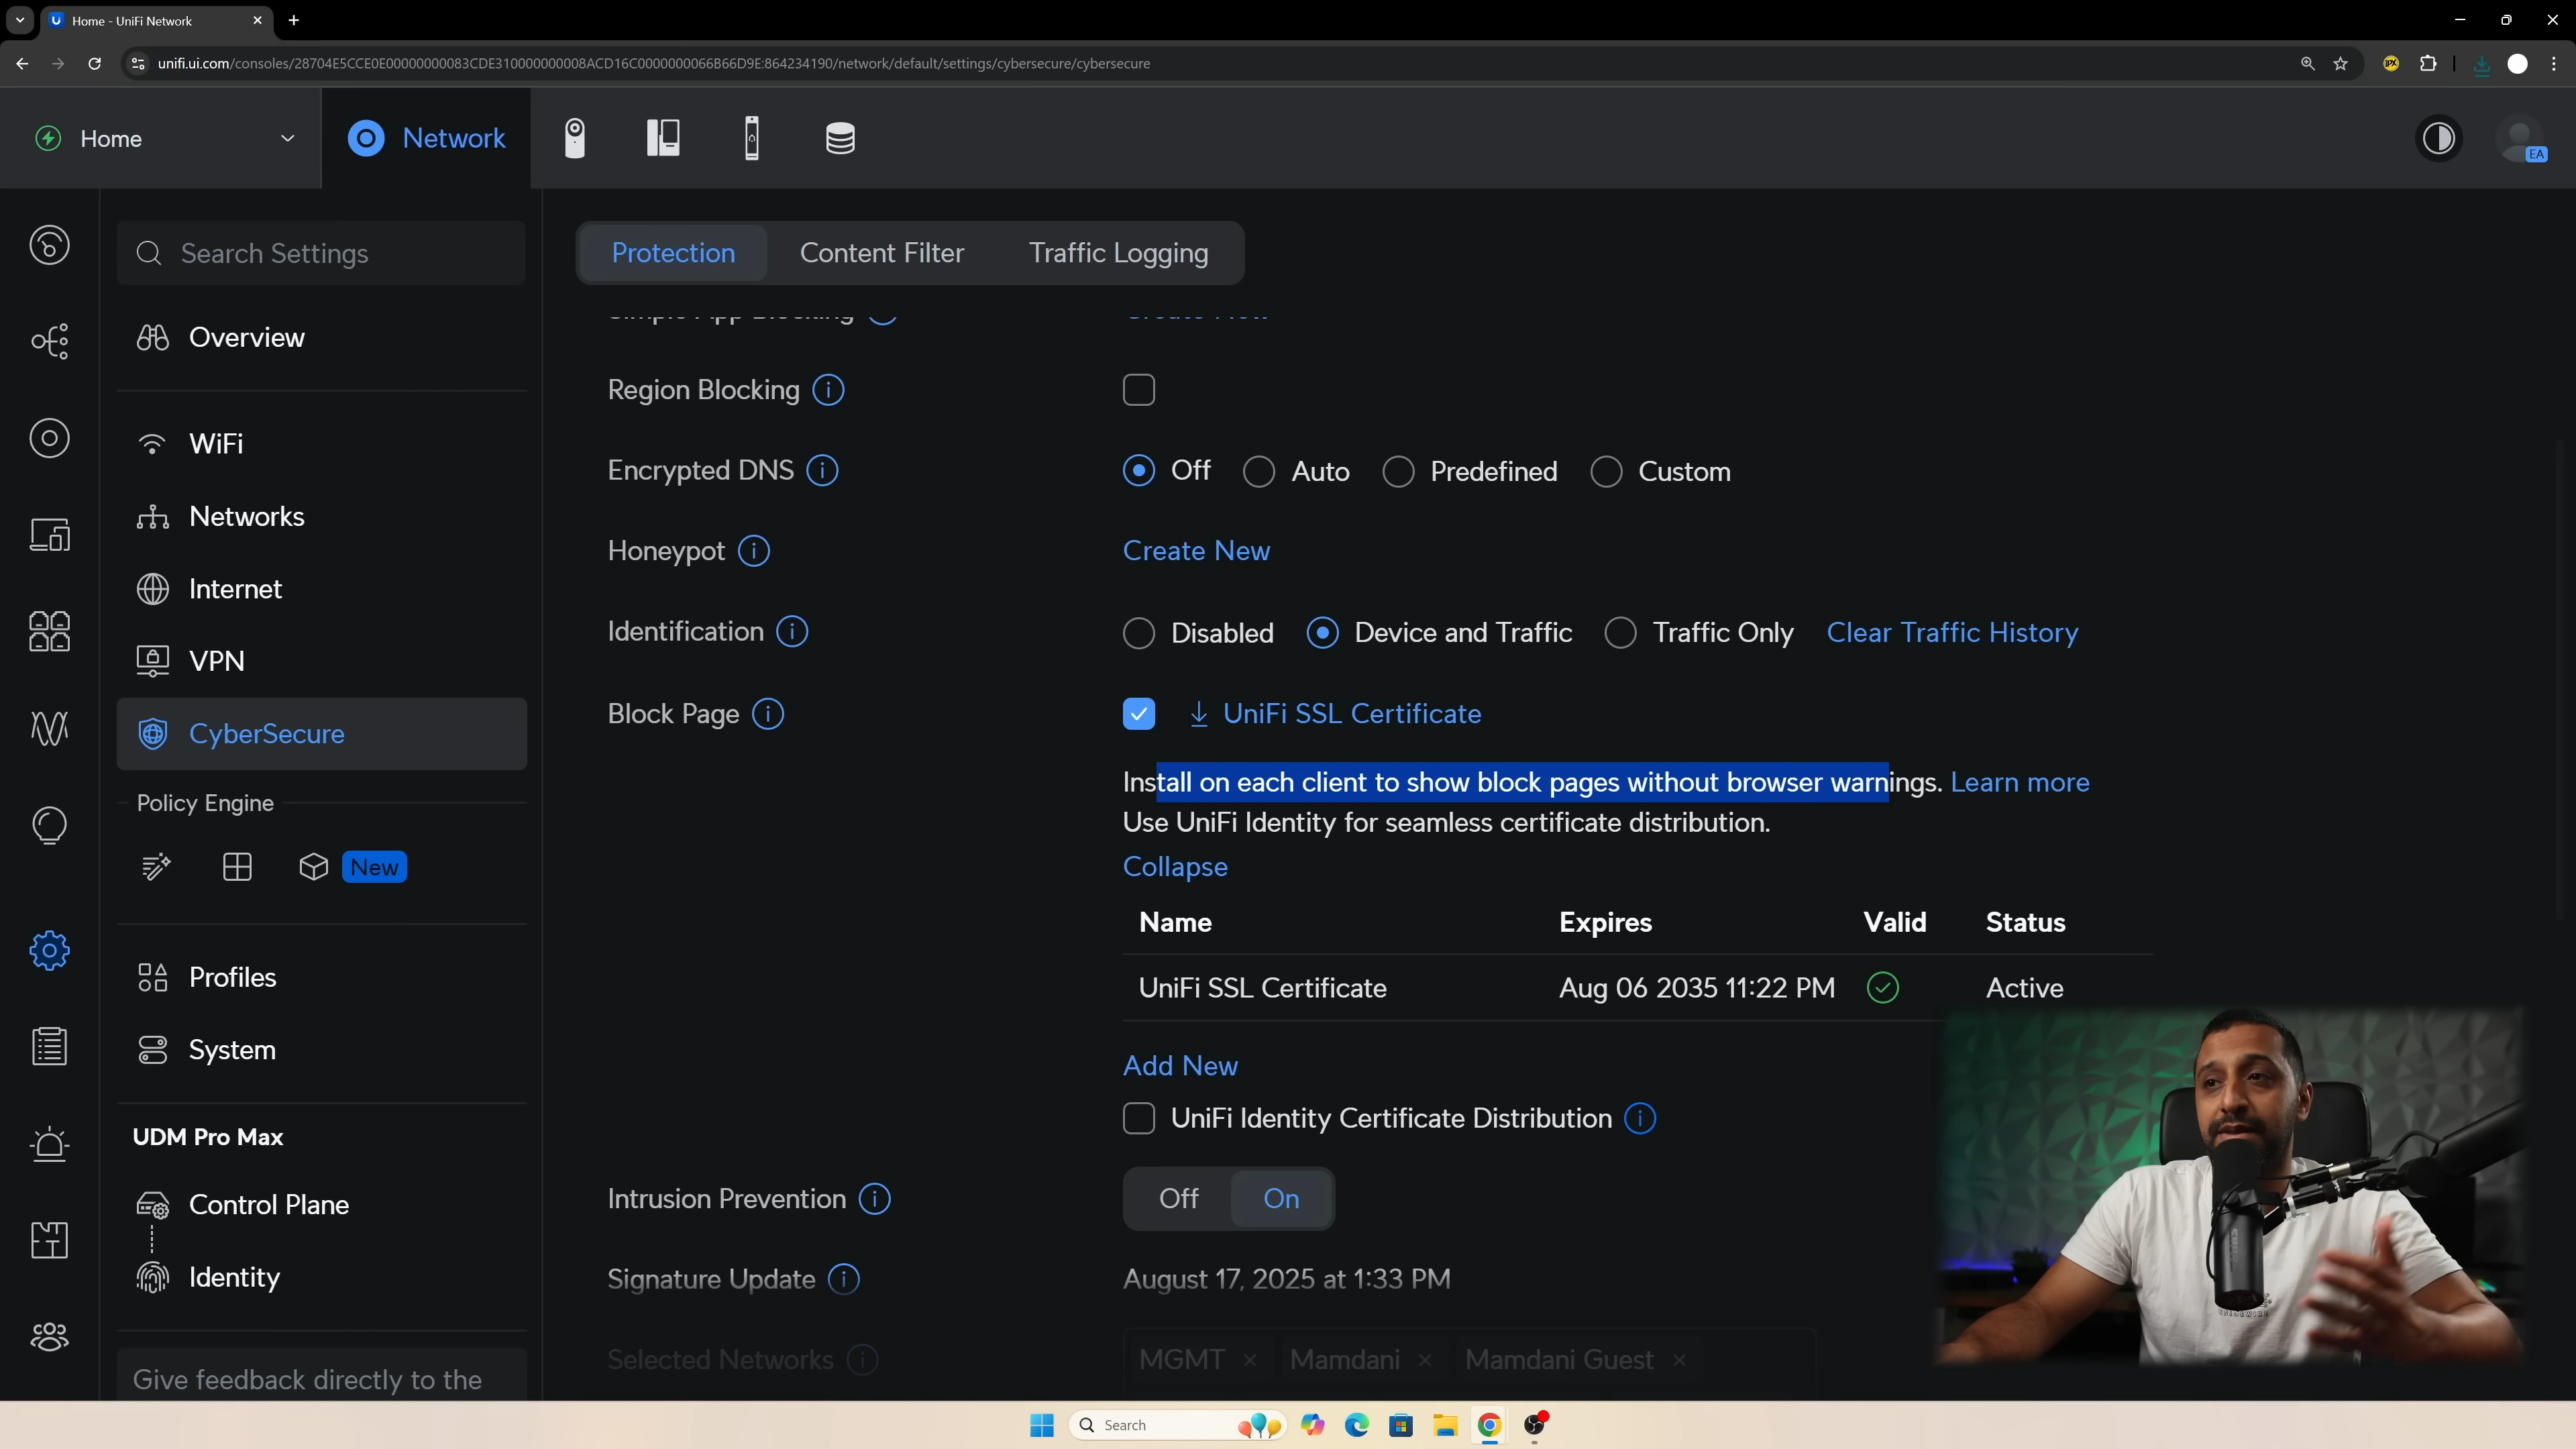 Home - UniFi Network
unifi.ui.com/consoles/28704E5CCE0E00000000083CDE310000000008ACD16C0000000066B66D9E:864234190/network/default/settings/cybersecure/cybersecure
Home
Network
EA
Search Settings
Overview
WiFi
Networks
Internet
VPN
CyberSecure
Policy Engine
New
Profiles
System
UDM Pro Max
Control Plane
Identity
Give feedback directly to the
Protection Content Filter Traffic Logging
Simple App Blocking Create New
Region Blocking
Encrypted DNS Off Auto Predefined Custom
Honeypot Create New
Identification Disabled Device and Traffic Traffic Only Clear Traffic History
Block Page UniFi SSL Certificate
Install on each client to show block pages without browser warnings. Learn more
Use UniFi Identity for seamless certificate distribution.
Collapse
Name Expires Valid Status
UniFi SSL Certificate Aug 06 2035 11:22 PM Active
Add New
UniFi Identity Certificate Distribution
Intrusion Prevention Off On
Signature Update August 17, 2025 at 1:33 PM
Selected Networks MGMT Mamdani Mamdani Guest
Search